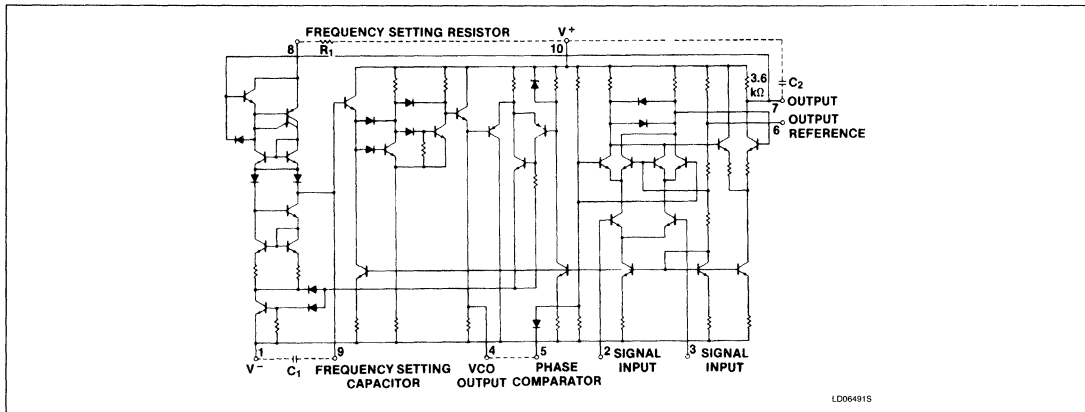 FREQUENCY SETTING RESISTOR
V+
8
R1
10
3.6
kΩ
C2
7
OUTPUT
6
OUTPUT
REFERENCE
1
9
4
5
2
3
V−
C1
FREQUENCY SETTING
CAPACITOR
VCO
OUTPUT
PHASE
COMPARATOR
SIGNAL
INPUT
SIGNAL
INPUT
LD06491S